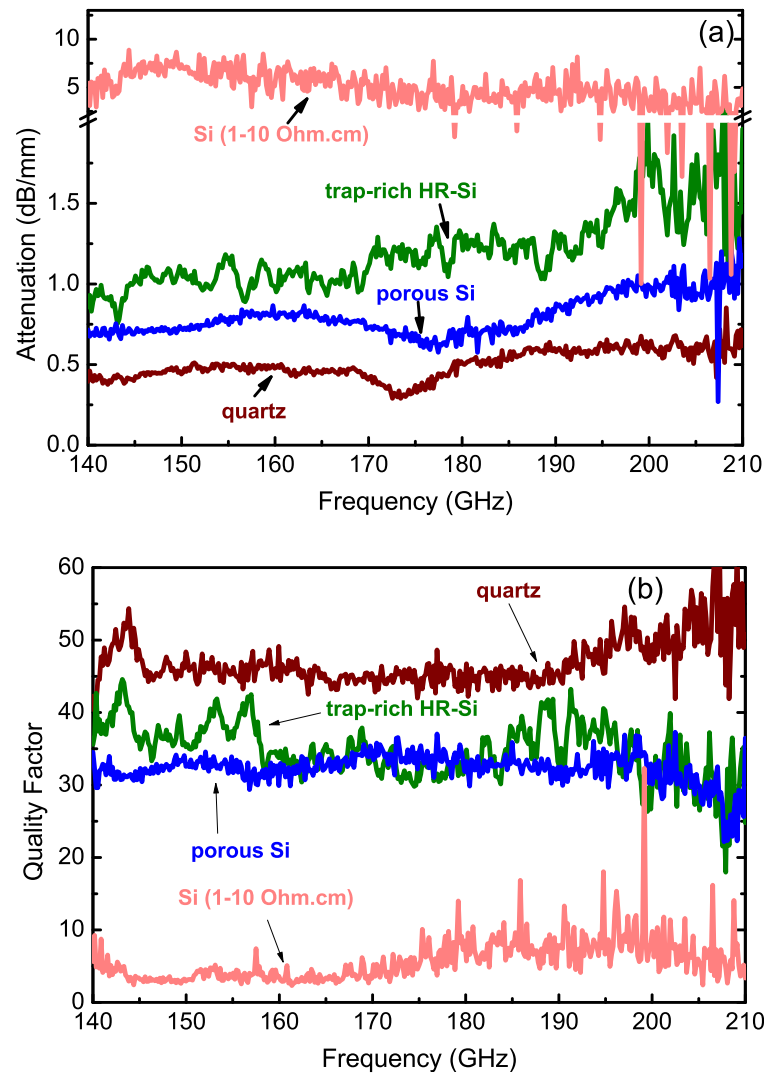 (a)
10
5
Si (1-10 Ohm.cm)
trap-rich HR-Si
1.5
porous Si
1.0
0.5
quartz
0.0
140 150 160 170 180 190 200 210
Attenuation (dB/mm)
Frequency (GHz)
60
(b)
quartz
50
40
trap-rich HR-Si
30
porous Si
20
Si (1-10 Ohm.cm)
10
0
140 150 160 170 180 190 200 210
Quality Factor
Frequency (GHz)